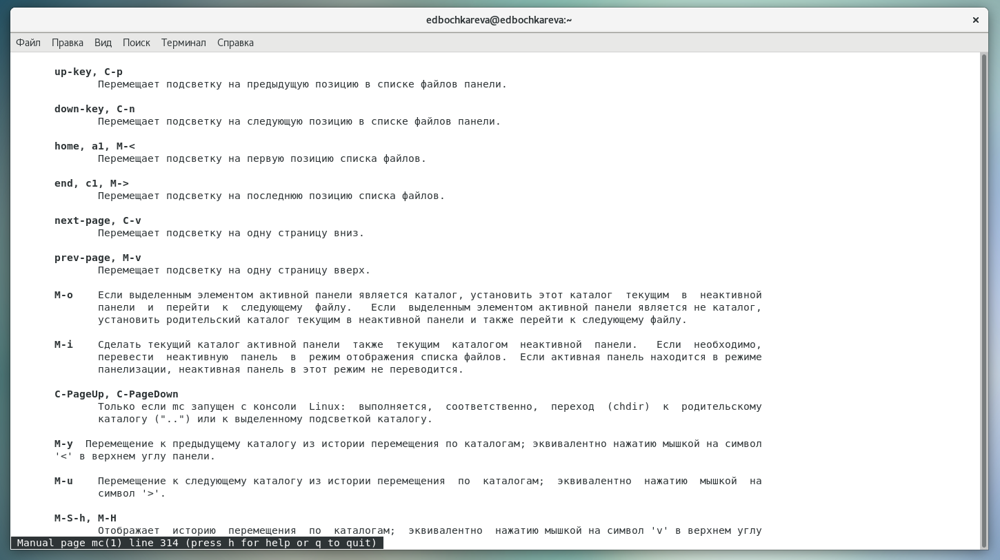 edbochkareva@edbochkareva:~ ×
Файл Правка Вид Поиск Терминал Справка
up-key, C-p
Перемещает подсветку на предыдущую позицию в списке файлов панели.
down-key, C-n
Перемещает подсветку на следующую позицию в списке файлов панели.
home, a1, M-<
Перемещает подсветку на первую позицию списка файлов.
end, c1, M->
Перемещает подсветку на последнюю позицию списка файлов.
next-page, C-v
Перемещает подсветку на одну страницу вниз.
prev-page, M-v
Перемещает подсветку на одну страницу вверх.
M-o Если выделенным элементом активной панели является каталог, установить этот каталог текущим в неактивной
панели и перейти к следующему файлу. Если выделенным элементом активной панели является не каталог,
установить родительский каталог текущим в неактивной панели и также перейти к следующему файлу.
M-i Сделать текущий каталог активной панели также текущим каталогом неактивной панели. Если необходимо,
перевести неактивную панель в режим отображения списка файлов. Если активная панель находится в режиме
панелизации, неактивная панель в этот режим не переводится.
C-PageUp, C-PageDown
Только если mc запущен с консоли Linux: выполняется, соответственно, переход (chdir) к родительскому
каталогу ("..") или к выделенному подсветкой каталогу.
M-y Перемещение к предыдущему каталогу из истории перемещения по каталогам; эквивалентно нажатию мышкой на символ
'<' в верхнем углу панели.
M-u Перемещение к следующему каталогу из истории перемещения по каталогам; эквивалентно нажатию мышкой на
символ '>'.
M-S-h, M-H
Отображает историю перемещения по каталогам; эквивалентно нажатию мышкой на символ 'v' в верхнем углу
Manual page mc(1) line 314 (press h for help or q to quit)